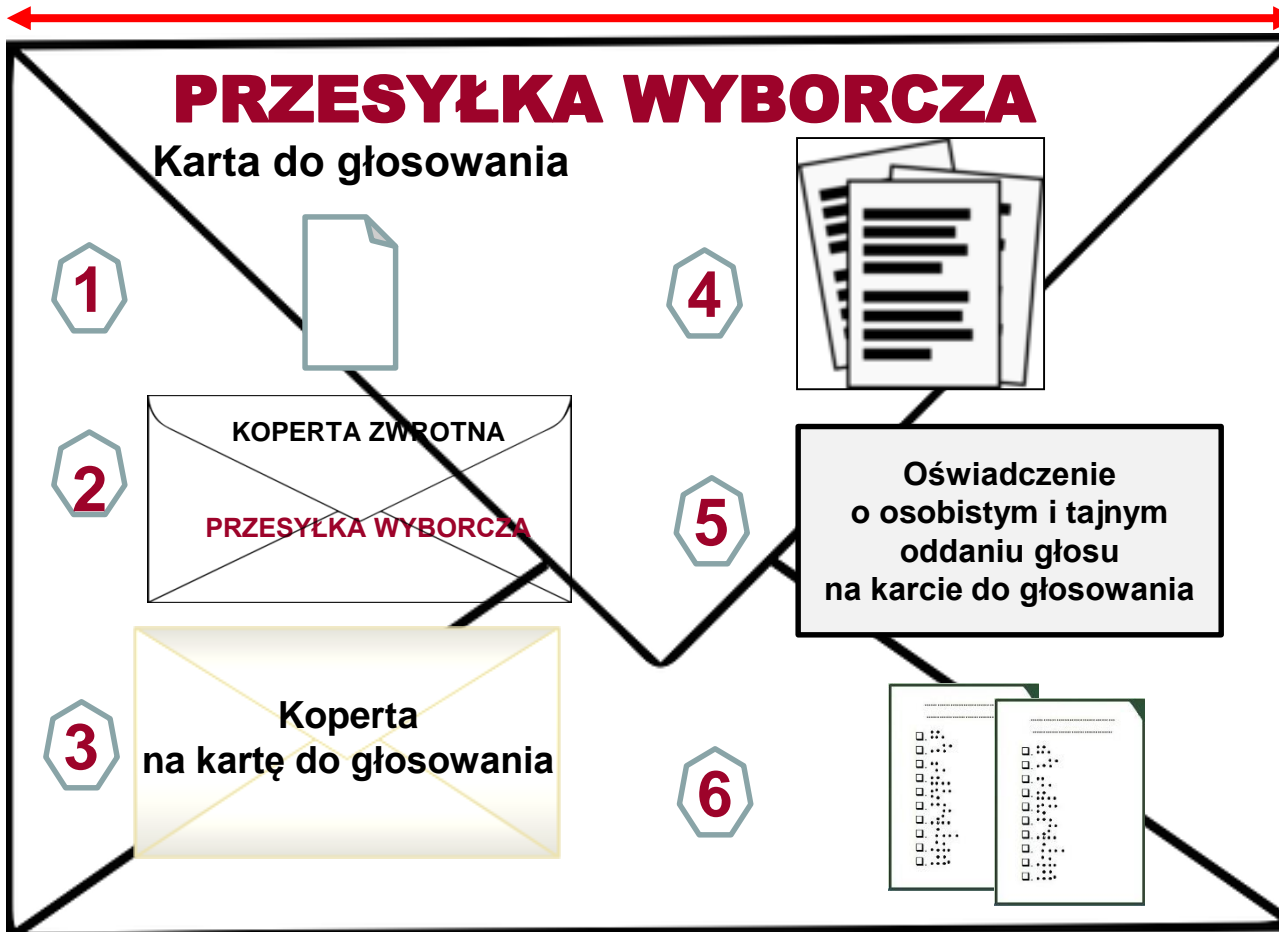 PRZESYŁKA WYBORCZA
Karta do głosowania
1
2
KOPERTA ZWROTNA
PRZESYŁKA WYBORCZA
3
Koperta
na kartę do głosowania
4
5
Oświadczenie
o osobistym i tajnym
oddaniu głosu
na karcie do głosowania
6